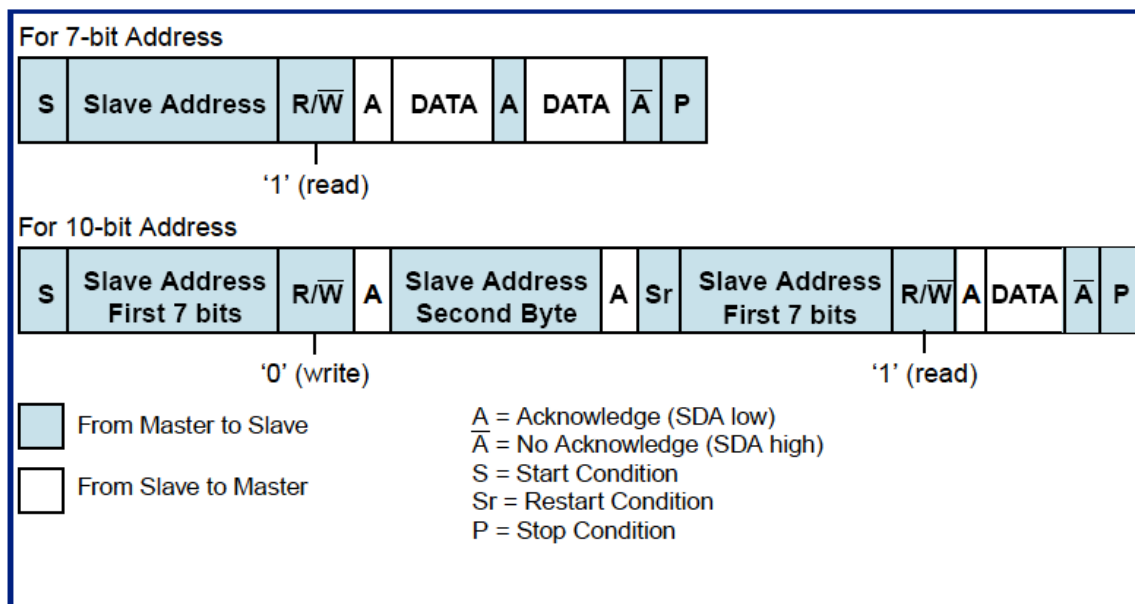 For 7-bit Address
S Slave Address R/W̅ A DATA A DATA A̅ P
‘1’ (read)
For 10-bit Address
S Slave Address First 7 bits R/W̅ A Slave Address Second Byte A Sr Slave Address First 7 bits R/W̅ A DATA A̅ P
‘0’ (write) ‘1’ (read)
From Master to Slave
From Slave to Master
A = Acknowledge (SDA low)
A̅ = No Acknowledge (SDA high)
S = Start Condition
Sr = Restart Condition
P = Stop Condition